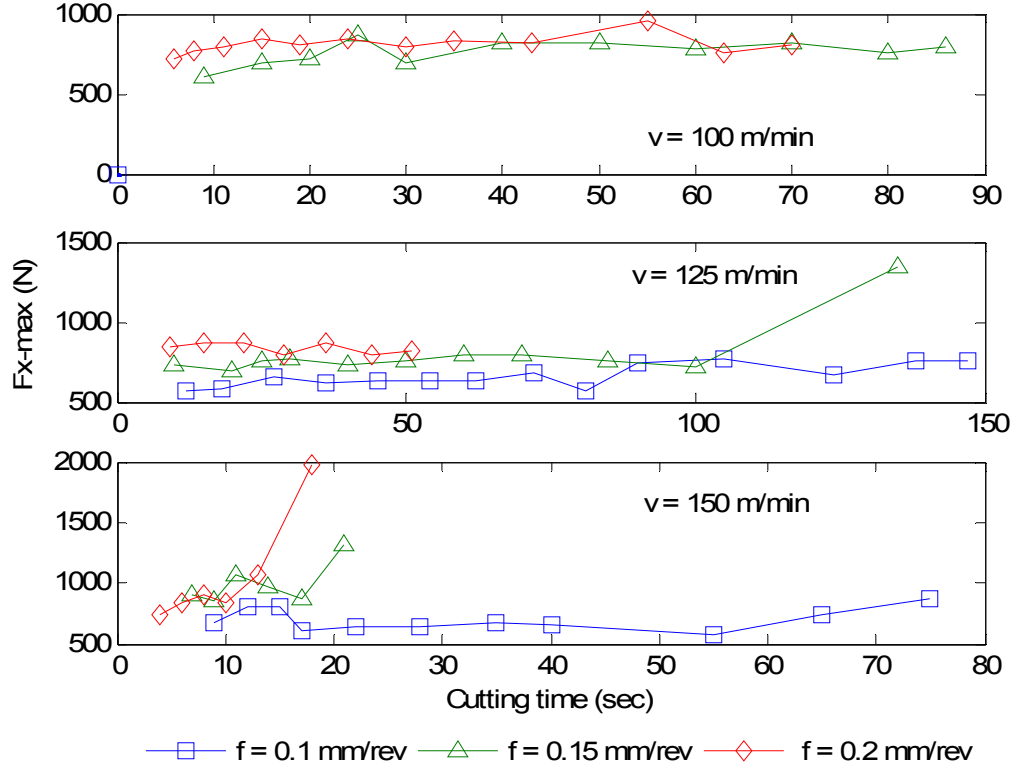 1000
500
0
0 10 20 30 40 50 60 70 80 90
v = 100 m/min
Fx-max (N)
1500
1000
500
0 50 100 150
v = 125 m/min
2000
1500
1000
500
0 10 20 30 40 50 60 70 80
v = 150 m/min
Cutting time (sec)
f = 0.1 mm/rev f = 0.15 mm/rev f = 0.2 mm/rev